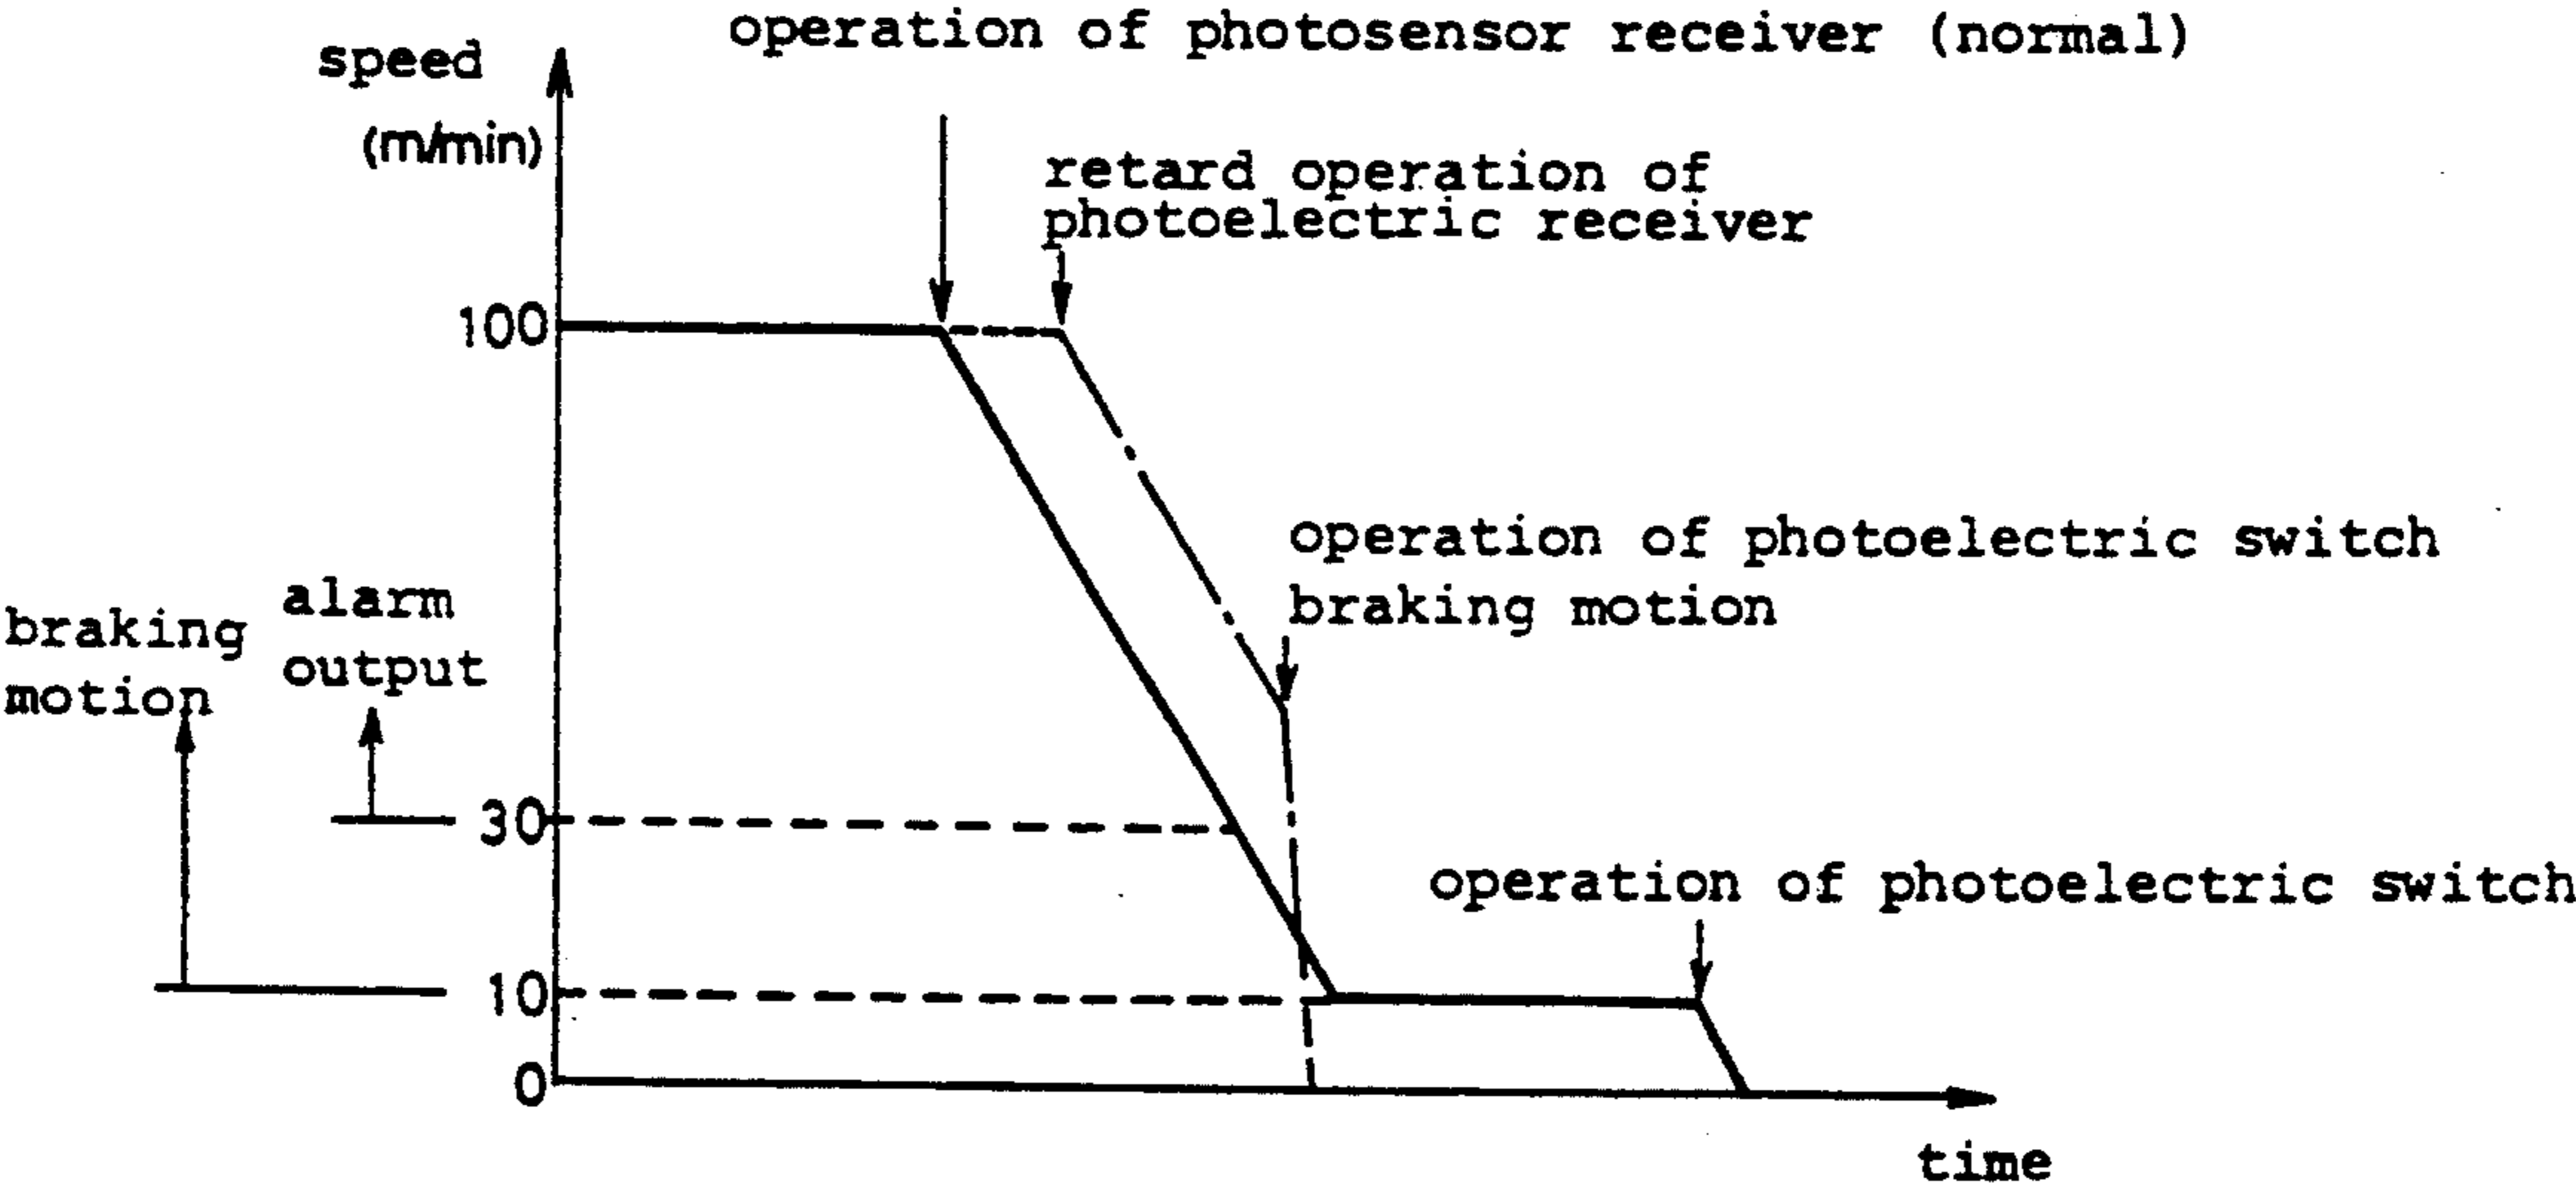 operation of photosensor receiver (normal)
speed
(m/min)
retard operation of
photoelectric receiver
100
operation of photoelectric switch
braking motion
alarm
output
braking
motion
30
operation of photoelectric switch
10
0
time